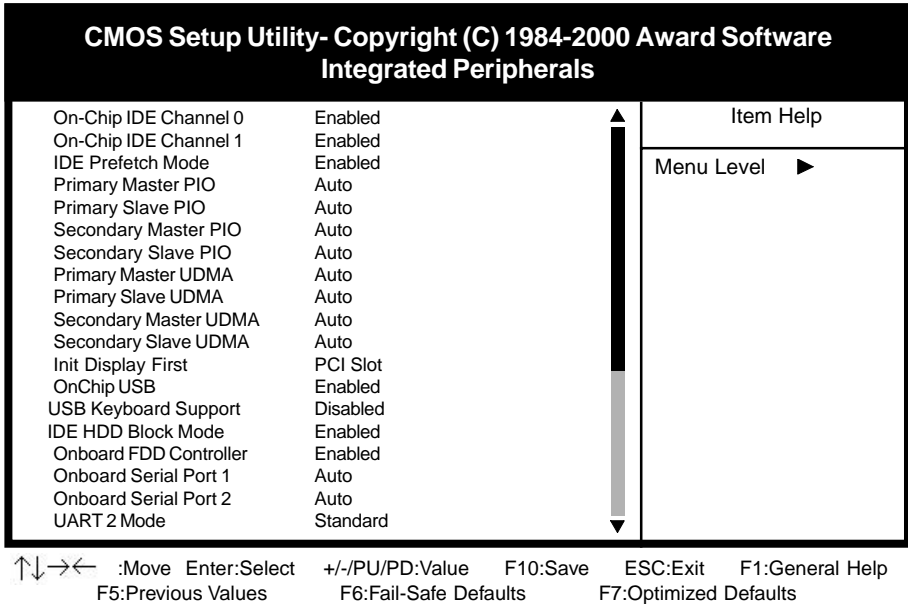 CMOS Setup Utility- Copyright (C) 1984-2000 Award Software
Integrated Peripherals
On-Chip IDE Channel 0 Enabled
On-Chip IDE Channel 1 Enabled
IDE Prefetch Mode Enabled
Primary Master PIO Auto
Primary Slave PIO Auto
Secondary Master PIO Auto
Secondary Slave PIO Auto
Primary Master UDMA Auto
Primary Slave UDMA Auto
Secondary Master UDMA Auto
Secondary Slave UDMA Auto
Init Display First PCI Slot
OnChip USB Enabled
USB Keyboard Support Disabled
IDE HDD Block Mode Enabled
Onboard FDD Controller Enabled
Onboard Serial Port 1 Auto
Onboard Serial Port 2 Auto
UART 2 Mode Standard
Item Help
Menu Level ►
↑↓→← :Move Enter:Select +/-/PU/PD:Value F10:Save ESC:Exit F1:General Help
F5:Previous Values F6:Fail-Safe Defaults F7:Optimized Defaults